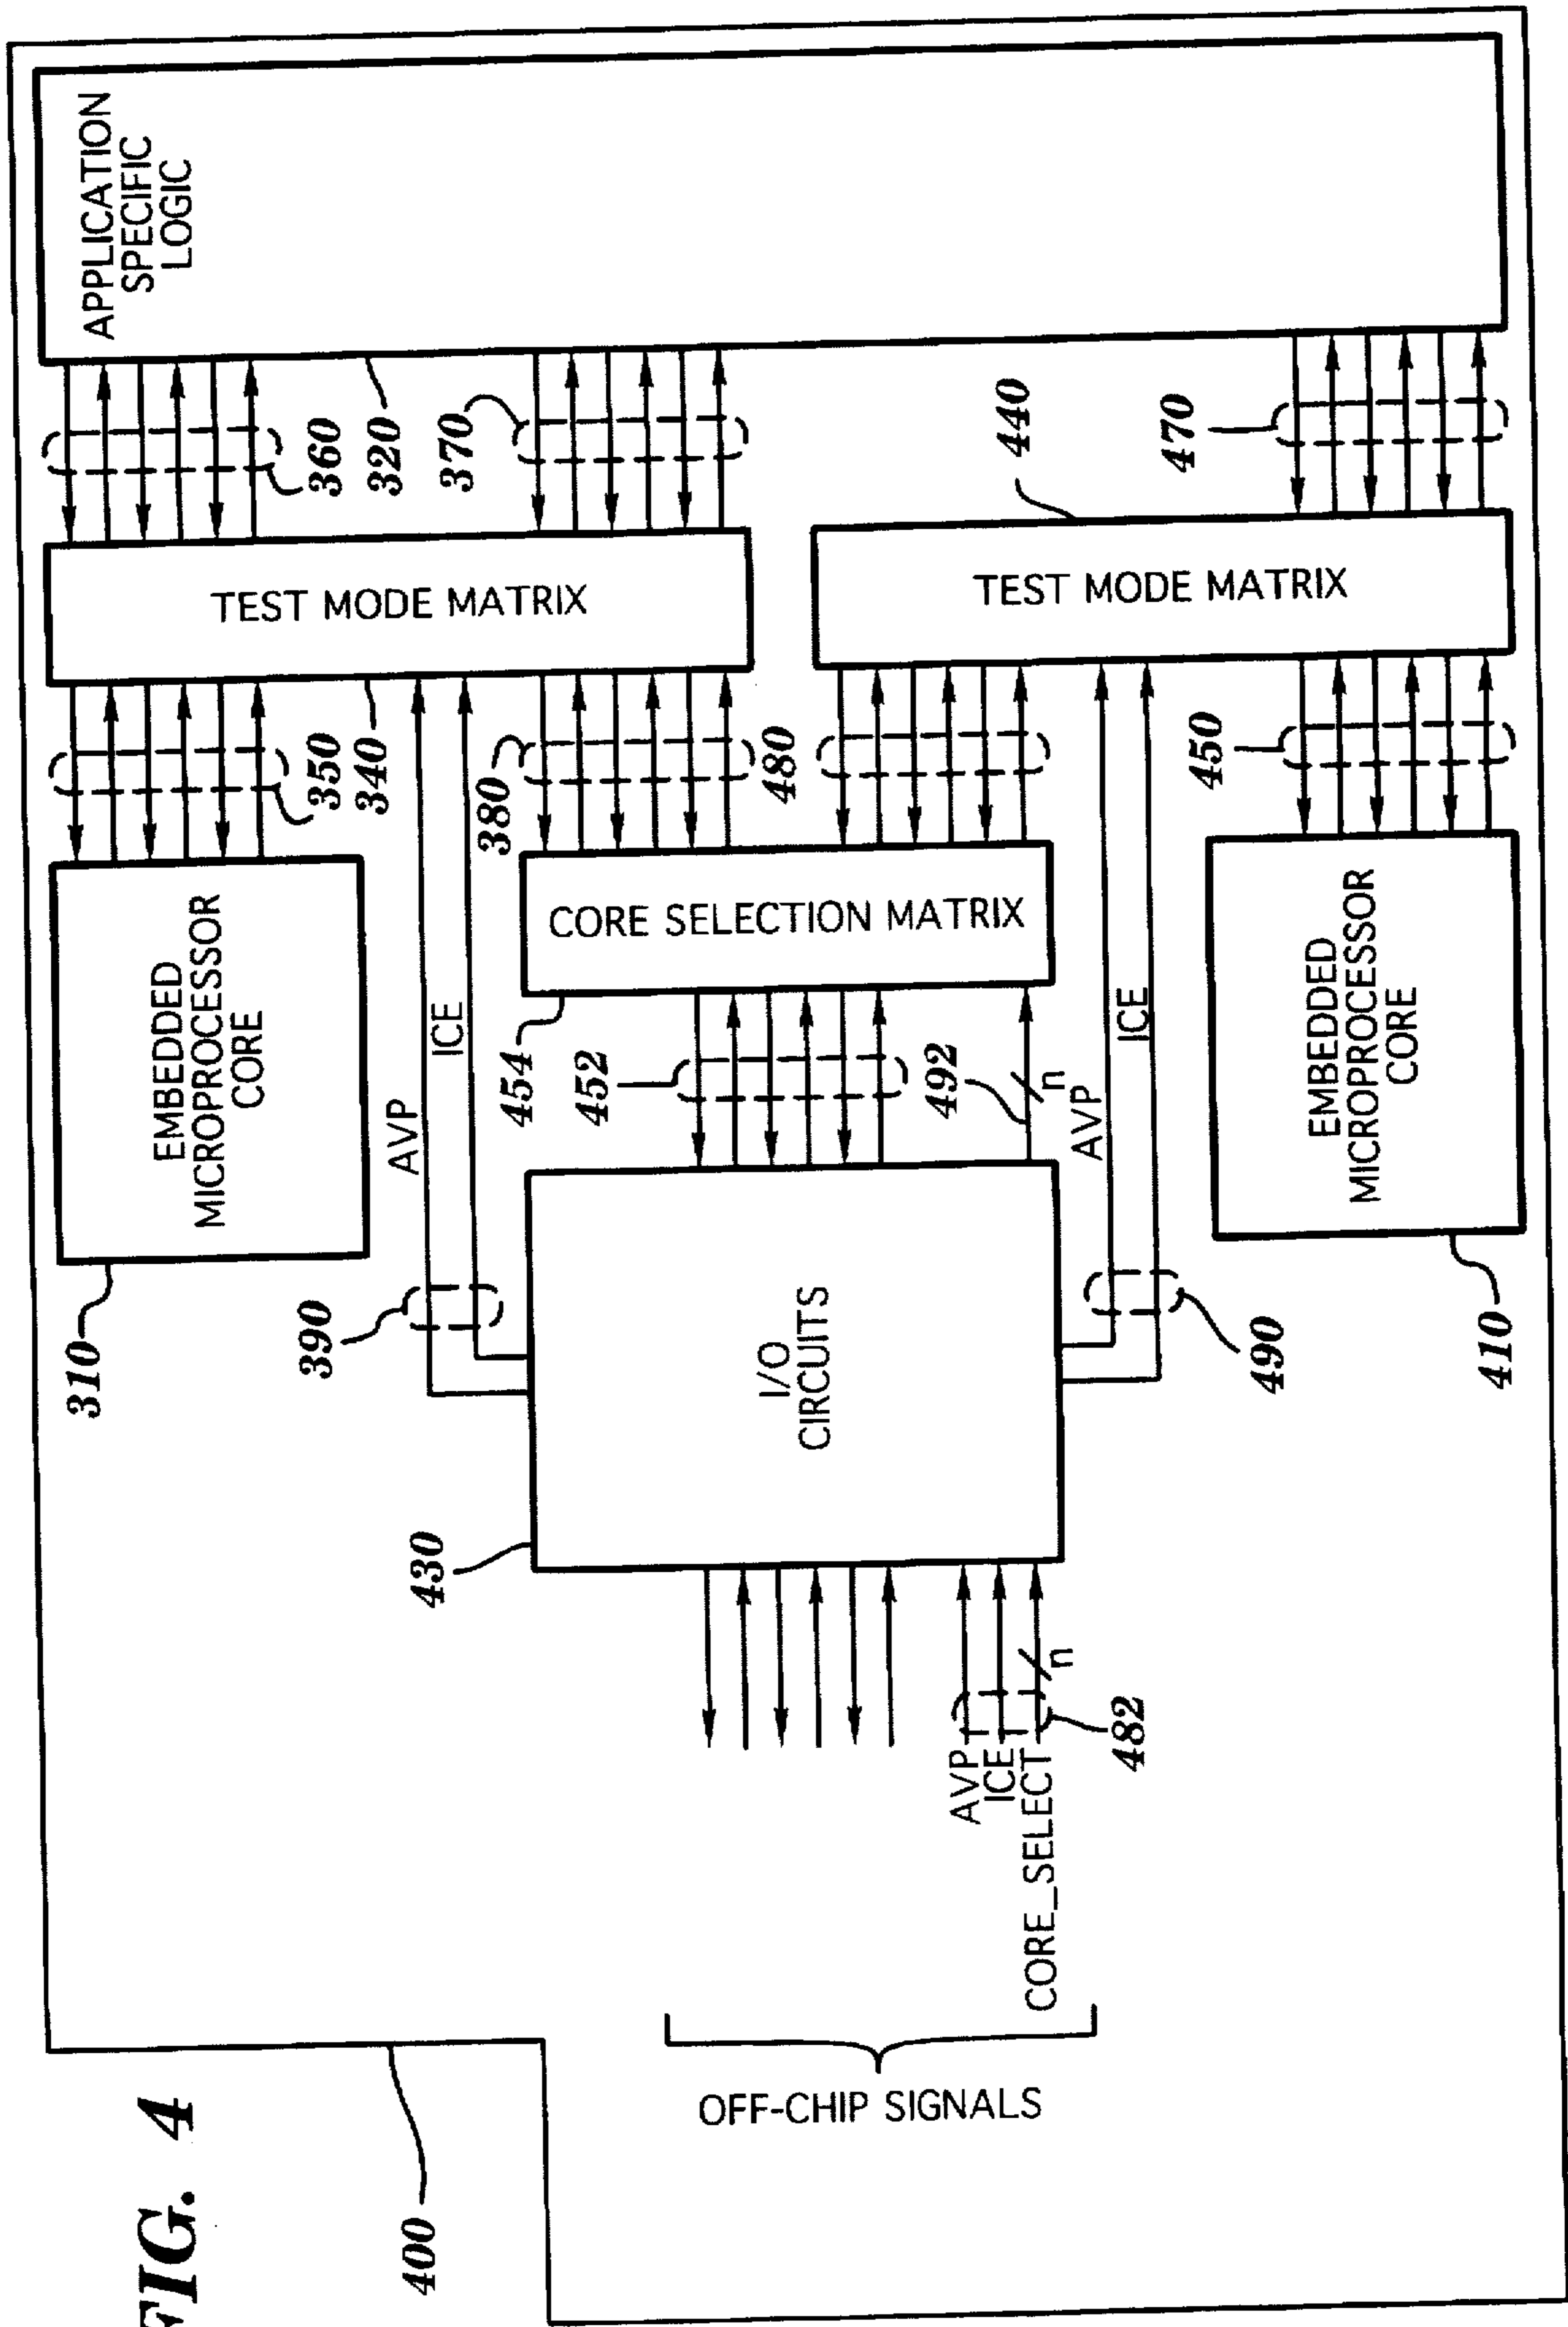 FIG. 4
400
APPLICATION
SPECIFIC
LOGIC
360
320
370
470
440
TEST MODE MATRIX
TEST MODE MATRIX
350
340
380
480
450
EMBEDDED
MICROPROCESSOR
CORE
310
AVP
ICE
390
CORE SELECTION MATRIX
454
452
492
n
AVP
ICE
490
EMBEDDED
MICROPROCESSOR
CORE
410
I/O
CIRCUITS
430
n
AVP
ICE
CORE_SELECT
482
OFF-CHIP SIGNALS